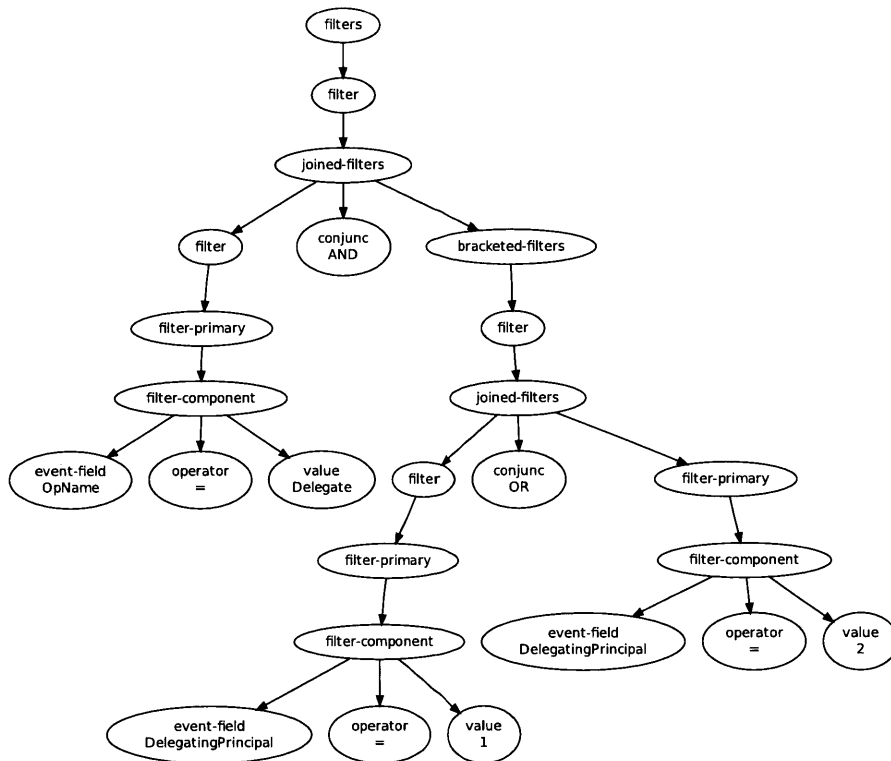 filters
filter
joined-filters
filter
conjunc
AND
bracketed-filters
filter-primary
filter
filter-component
joined-filters
event-field
OpName
operator
=
value
Delegate
filter
conjunc
OR
filter-primary
filter-primary
filter-component
filter-component
event-field
DelegatingPrincipal
operator
=
value
2
event-field
DelegatingPrincipal
operator
=
value
1